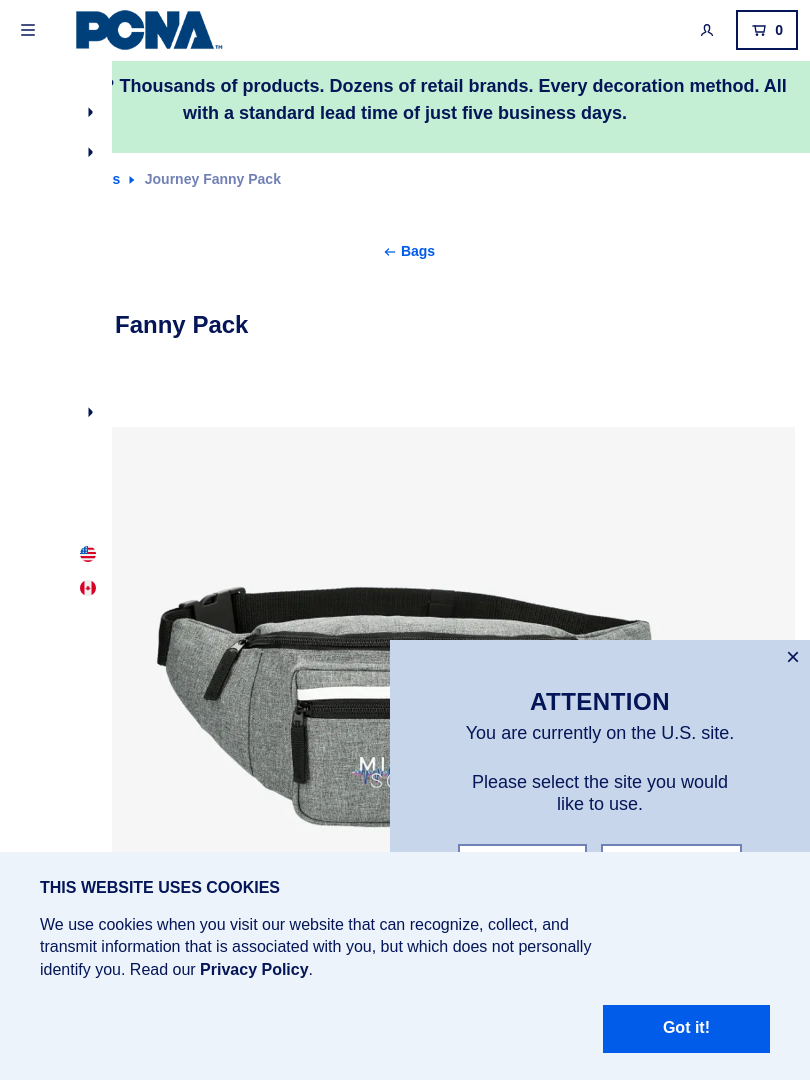 PCNA™
0
? Thousands of products. Dozens of retail brands. Every decoration method. All
with a standard lead time of just five business days.
s
Journey Fanny Pack
Bags
Fanny Pack
ATTENTION
You are currently on the U.S. site.
Please select the site you would
like to use.
THIS WEBSITE USES COOKIES
We use cookies when you visit our website that can recognize, collect, and
transmit information that is associated with you, but which does not personally
identify you. Read our Privacy Policy.
Got it!